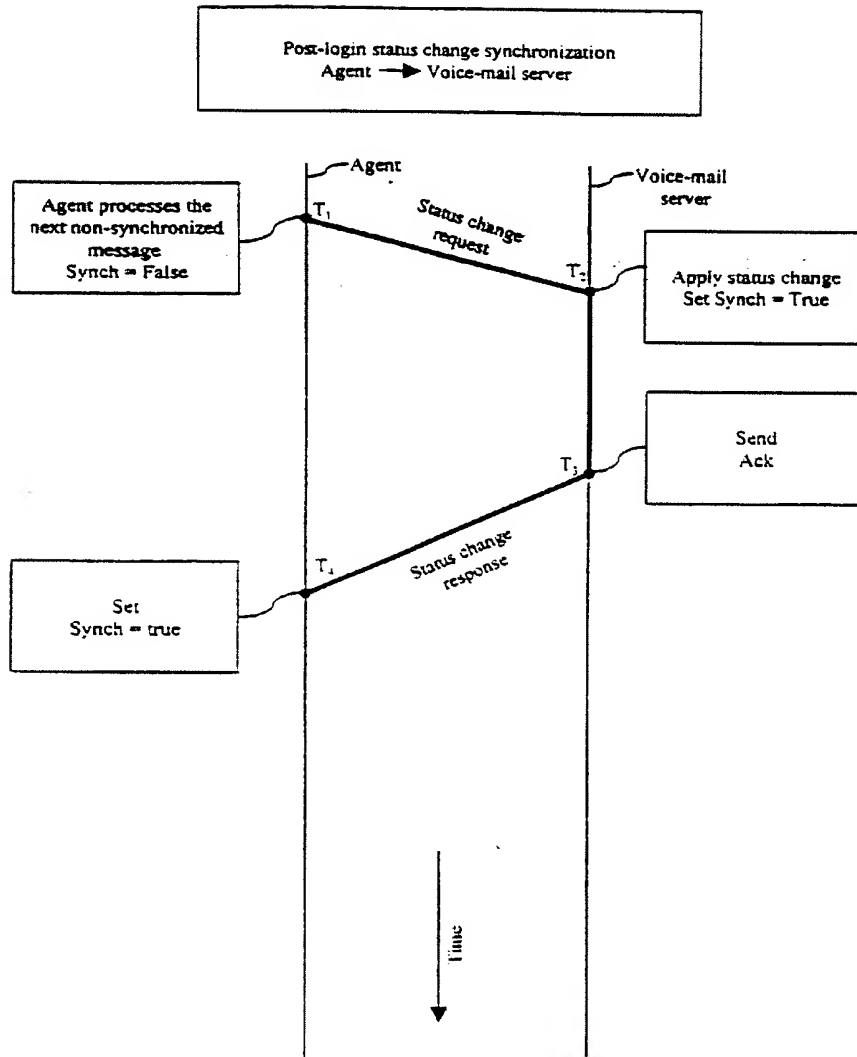 Post-login status change synchronization
Agent → Voice-mail server
Agent
Voice-mail
server
Agent processes the
next non-synchronized
message
Synch = False
T₁
Status change
request
T₂
Apply status change
Set Synch = True
T₃
Send
Ack
Status change
response
T₄
Set
Synch = true
Time